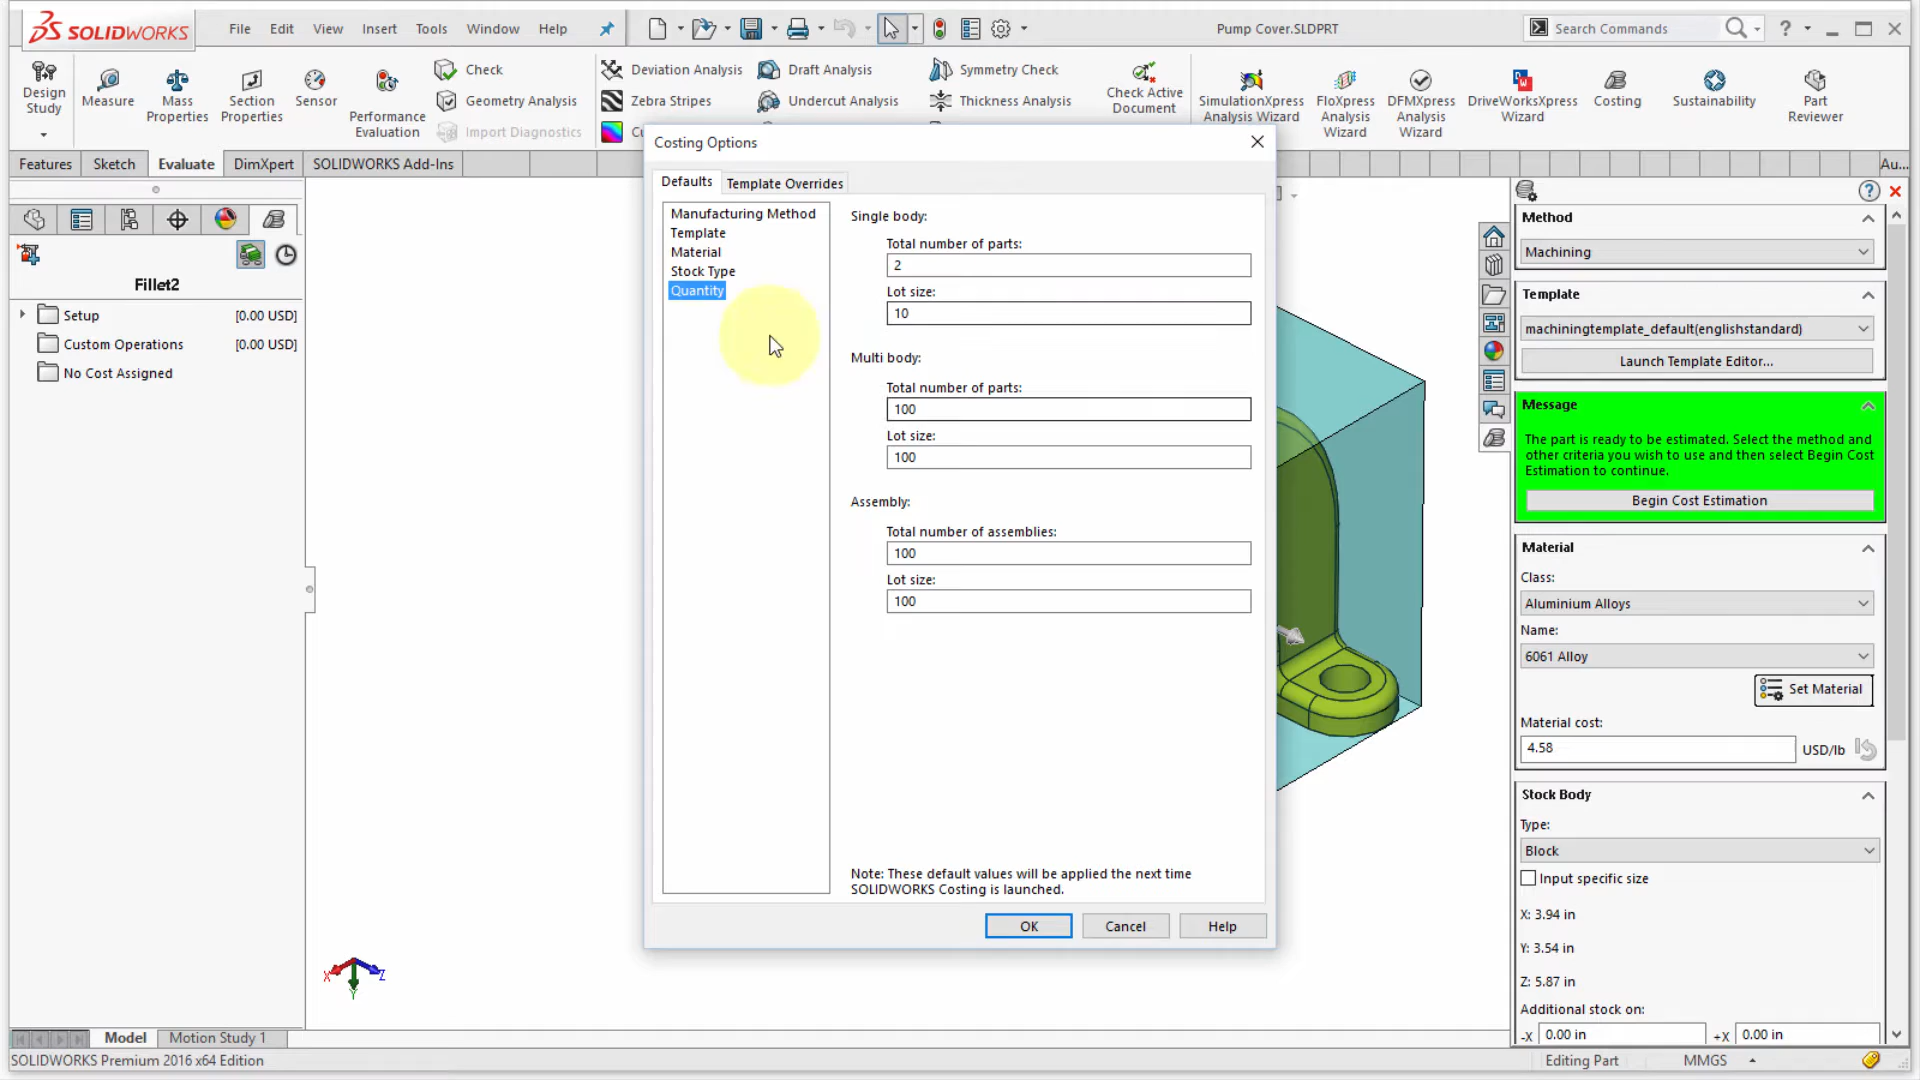 SOLIDWORKS
File Edit View Insert Tools Window Help
Pump Cover.SLDPRT
Search Commands
Design
Study
Measure
Mass
Properties
Section
Properties
Sensor
Performance
Evaluation
Check
Geometry Analysis
Import Diagnostics
Deviation Analysis
Zebra Stripes
Draft Analysis
Undercut Analysis
Symmetry Check
Thickness Analysis
Check Active
Document
SimulationXpress
Analysis Wizard
FloXpress
Analysis
Wizard
DFMXpress
Analysis
Wizard
DriveWorksXpress
Wizard
Costing
Sustainability
Part
Reviewer
Features Sketch Evaluate DimXpert SOLIDWORKS Add-Ins
Au...
Fillet2
Setup [0.00 USD]
Custom Operations [0.00 USD]
No Cost Assigned
Costing Options
Defaults Template Overrides
Manufacturing Method
Template
Material
Stock Type
Quantity
Single body:
Total number of parts:
2
Lot size:
10
Multi body:
Total number of parts:
100
Lot size:
100
Assembly:
Total number of assemblies:
100
Lot size:
100
Note: These default values will be applied the next time
SOLIDWORKS Costing is launched.
OK Cancel Help
Method
Machining
Template
machiningtemplate_default(englishstandard)
Launch Template Editor...
Message
The part is ready to be estimated. Select the method and
other criteria you wish to use and then select Begin Cost
Estimation to continue.
Begin Cost Estimation
Material
Class:
Aluminium Alloys
Name:
6061 Alloy
Set Material
Material cost:
4.58 USD/lb
Stock Body
Type:
Block
Input specific size
X: 3.94 in
Y: 3.54 in
Z: 5.87 in
Additional stock on:
-X 0.00 in +X 0.00 in
X Z
Y
Model Motion Study 1
SOLIDWORKS Premium 2016 x64 Edition
Editing Part MMGS